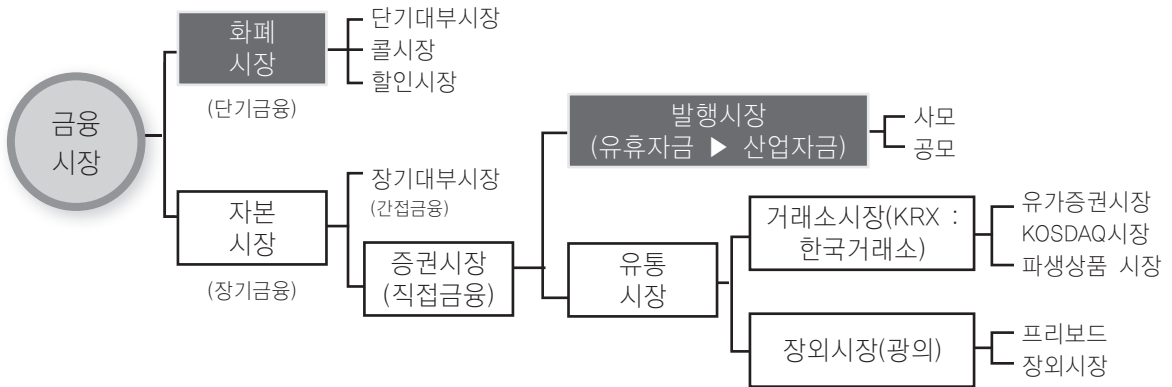 금융
시장
화폐
시장
(단기금융)
단기대부시장
콜시장
할인시장
자본
시장
(장기금융)
장기대부시장
(간접금융)
증권시장
(직접금융)
발행시장
(유휴자금 ▶ 산업자금)
사모
공모
유통
시장
거래소시장(KRX :
한국거래소)
유가증권시장
KOSDAQ시장
파생상품 시장
장외시장(광의)
프리보드
장외시장